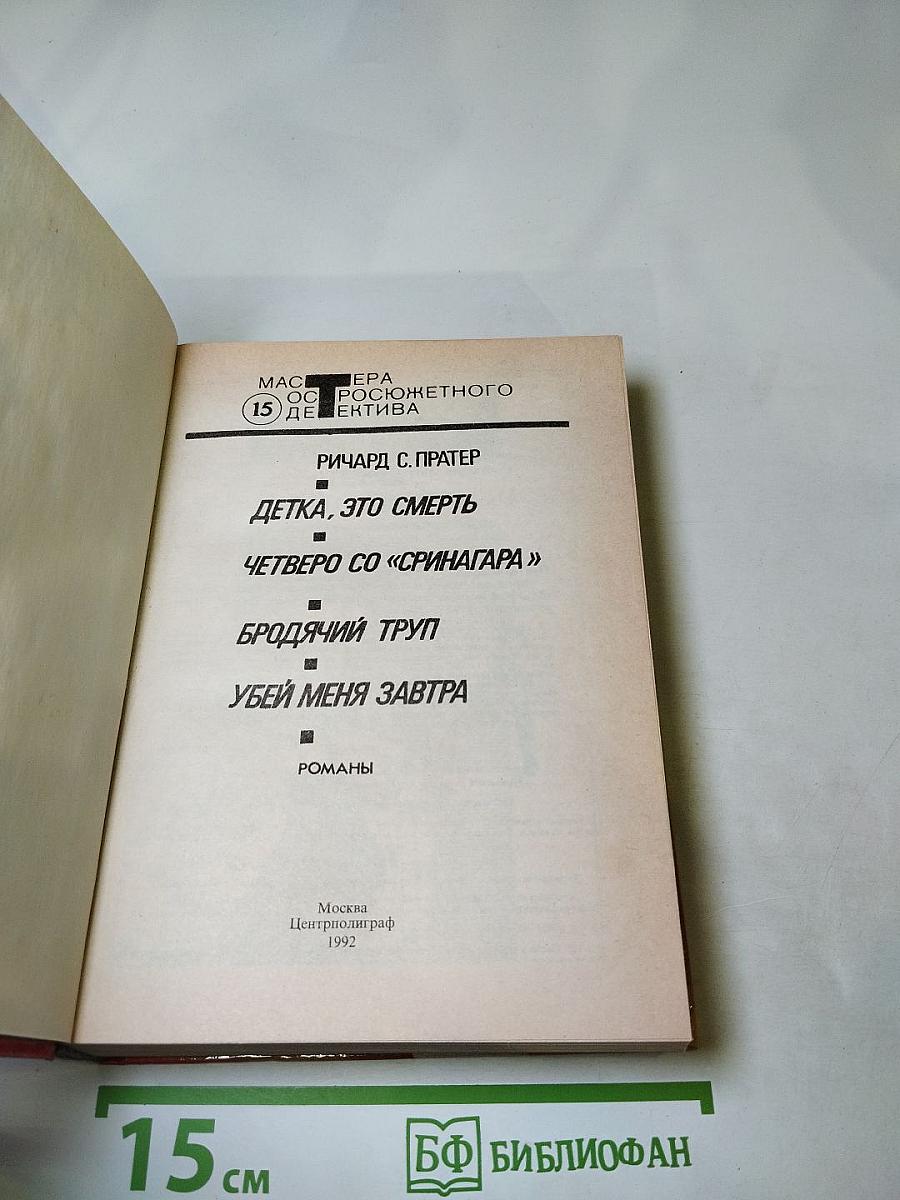 МАСТЕРА
ОСТРОСЮЖЕТНОГО
15 ДЕТЕКТИВА
РИЧАРД С. ПРАТЕР
ДЕТКА, ЭТО СМЕРТЬ
ЧЕТВЕРО СО «СРИНАГАРА»
БРОДЯЧИЙ ТРУП
УБЕЙ МЕНЯ ЗАВТРА
РОМАНЫ
Москва
Центрполиграф
1992
15 см
БФ БИБЛИОФАН